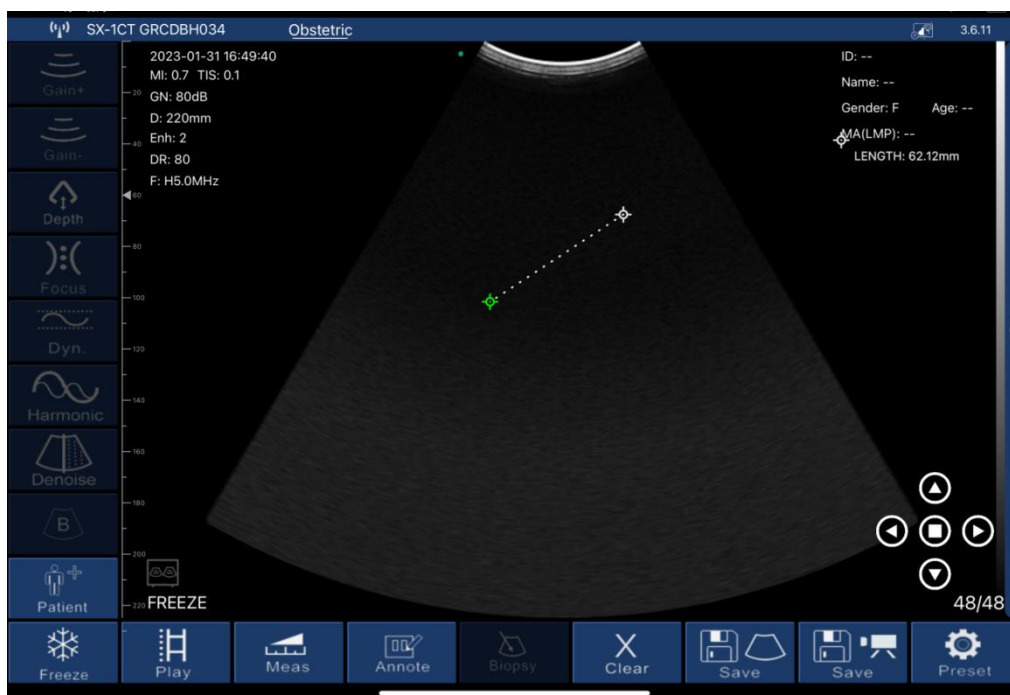 SX-1CT GRCDBH034 Obstetric 3.6.11
2023-01-31 16:49:40
MI: 0.7 TIS: 0.1
GN: 80dB
D: 220mm
Enh: 2
DR: 80
F: H5.0MHz
ID: --
Name: --
Gender: F Age: --
MA(LMP): --
LENGTH: 62.12mm
Gain+
Gain-
Depth
Focus
Dyn.
Harmonic
Denoise
B
Patient
20
40
60
80
100
120
140
160
180
200
220
FREEZE
48/48
Freeze Play Meas Annote Biopsy Clear Save Save Preset